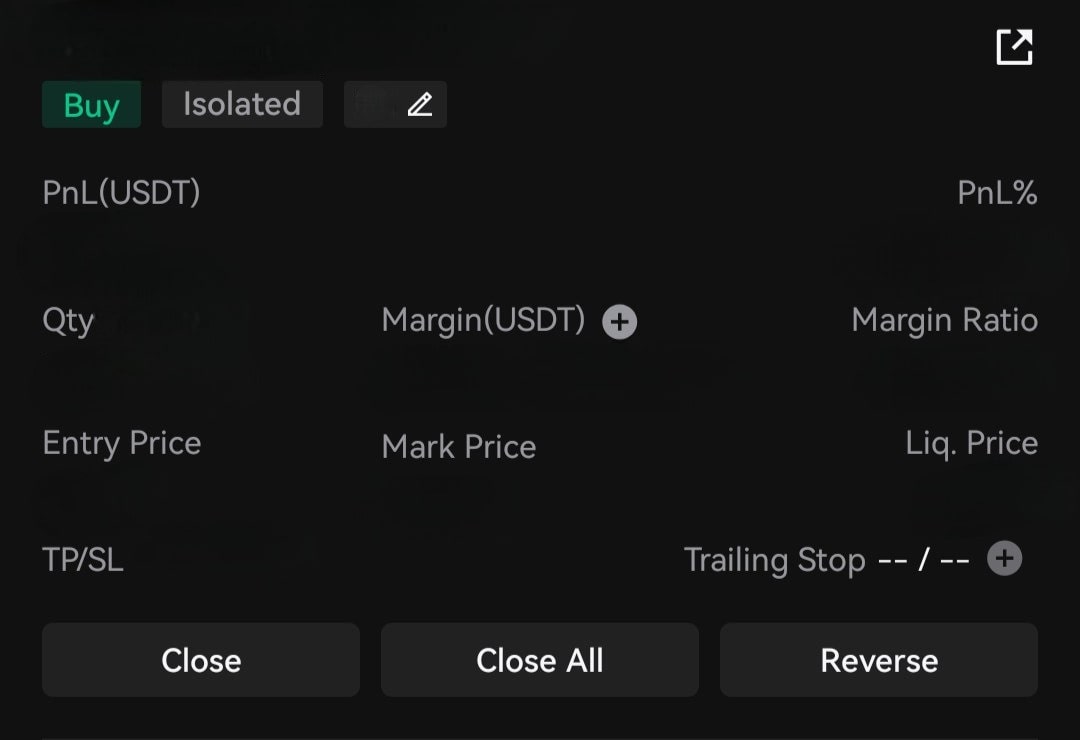 Buy Isolated
PnL(USDT) PnL%
Qty Margin(USDT) Margin Ratio
Entry Price Mark Price Liq. Price
TP/SL Trailing Stop -- / --
Close Close All Reverse